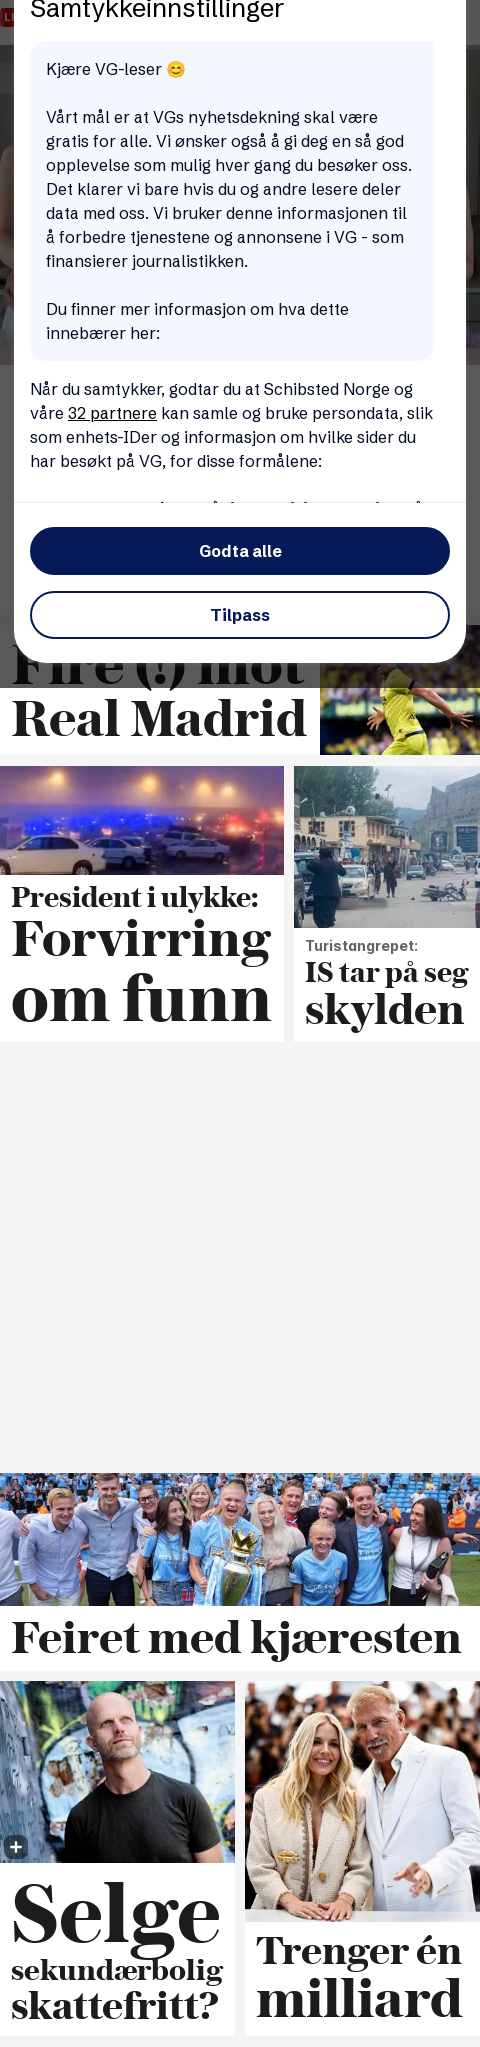 Samtykkeinnstillinger
Kjære VG-leser 😊
Vårt mål er at VGs nyhetsdekning skal være
gratis for alle. Vi ønsker også å gi deg en så god
opplevelse som mulig hver gang du besøker oss.
Det klarer vi bare hvis du og andre lesere deler
data med oss. Vi bruker denne informasjonen til
å forbedre tjenestene og annonsene i VG - som
finansierer journalistikken.
Du finner mer informasjon om hva dette
innebærer her:
Når du samtykker, godtar du at Schibsted Norge og
våre 32 partnere kan samle og bruke persondata, slik
som enhets-IDer og informasjon om hvilke sider du
har besøkt på VG, for disse formålene:
Godta alle
Tilpass
Fire (!) mot
Real Madrid
President i ulykke:
Forvirring
om funn
Turistangrepet:
IS tar på seg
skylden
Feiret med kjæresten
Selge
sekundærbolig
skattefritt?
Trenger én
milliard